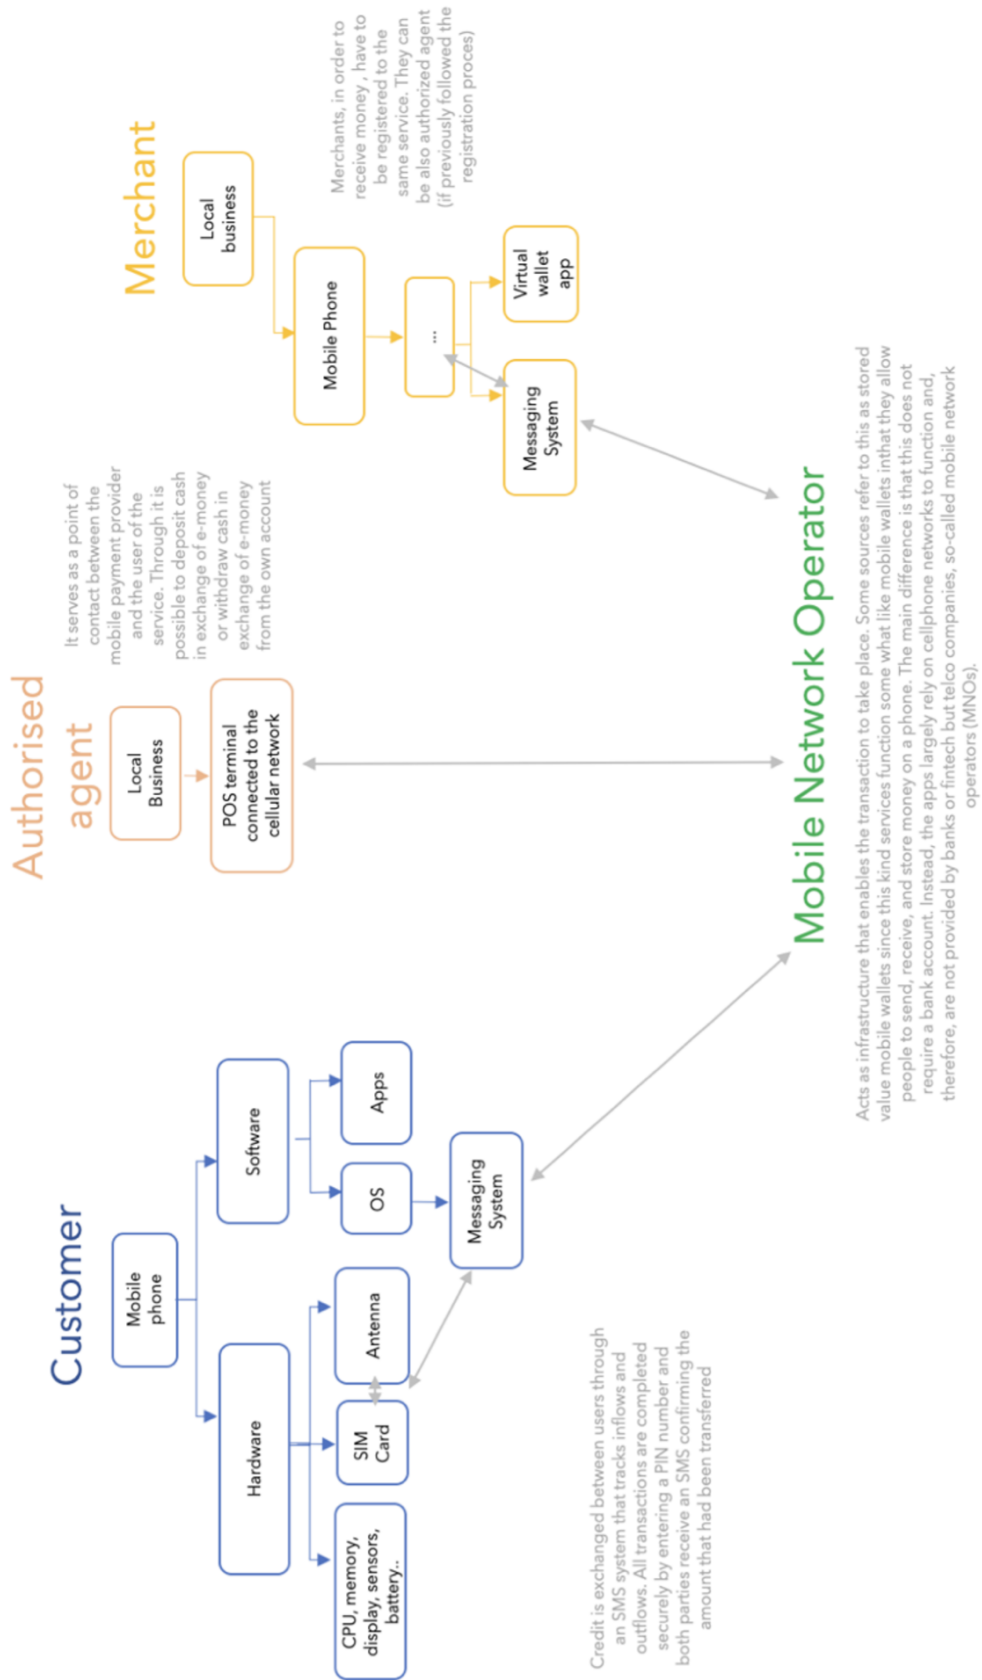 Customer
Mobile
phone
Hardware
Software
CPU, memory,
display, sensors,
battery..
SIM
Card
Antenna
OS
Apps
Messaging
System
Credit is exchanged between users through
an SMS system that tracks inflows and
outflows. All transactions are completed
securely by entering a PIN number and
both parties receive an SMS confirming the
amount that had been transferred
Authorised
agent
Local
Business
POS terminal
connected to the
cellular network
It serves as a point of
contact between the
mobile payment provider
and the user of the
service. Through it is
possible to deposit cash
in exchange of e-money
or withdraw cash in
exchange of e-money
from the own account
Merchant
Local
business
Mobile Phone
...
Messaging
System
Virtual
wallet
app
Merchants, in order to
receive money , have to
be registered to the
same service. They can
be also authorized agent
(if previously followed the
registration proces)
Mobile Network Operator
Acts as infrastructure that enables the transaction to take place. Some sources refer to this as stored
value mobile wallets since this kind services function some what like mobile wallets inthat they allow
people to send, receive, and store money on a phone. The main difference is that this does not
require a bank account. Instead, the apps largely rely on cellphone networks to function and,
therefore, are not provided by banks or fintech but telco companies, so-called mobile network
operators (MNOs).